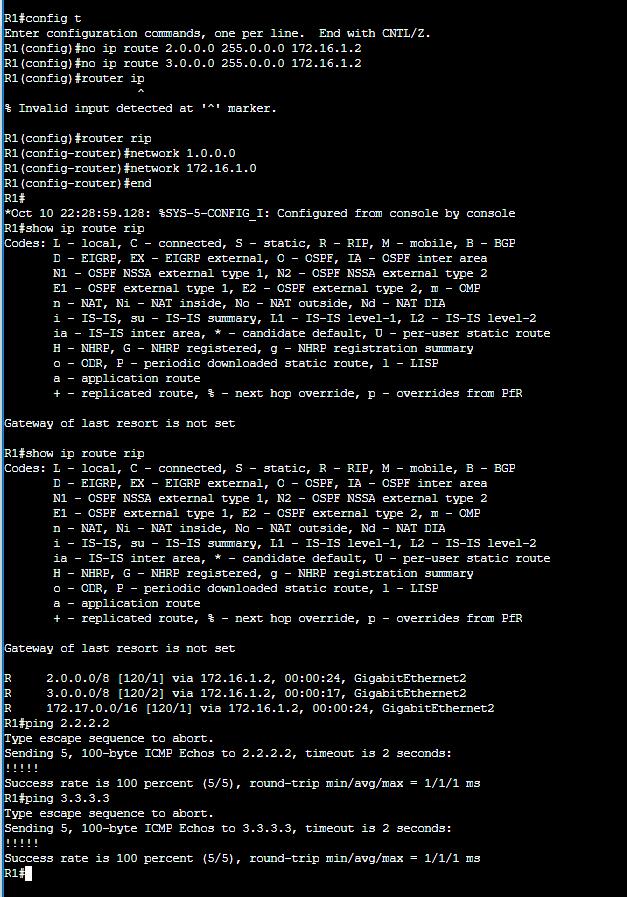 R1#config t
Enter configuration commands, one per line.  End with CNTL/Z.
R1(config)#no ip route 2.0.0.0 255.0.0.0 172.16.1.2
R1(config)#no ip route 3.0.0.0 255.0.0.0 172.16.1.2
R1(config)#router ip
                   ^
% Invalid input detected at '^' marker.

R1(config)#router rip
R1(config-router)#network 1.0.0.0
R1(config-router)#network 172.16.1.0
R1(config-router)#end
R1#
*Oct 10 22:28:59.128: %SYS-5-CONFIG_I: Configured from console by console
R1#show ip route rip
Codes: L - local, C - connected, S - static, R - RIP, M - mobile, B - BGP
       D - EIGRP, EX - EIGRP external, O - OSPF, IA - OSPF inter area
       N1 - OSPF NSSA external type 1, N2 - OSPF NSSA external type 2
       E1 - OSPF external type 1, E2 - OSPF external type 2, m - OMP
       n - NAT, Ni - NAT inside, No - NAT outside, Nd - NAT DIA
       i - IS-IS, su - IS-IS summary, L1 - IS-IS level-1, L2 - IS-IS level-2
       ia - IS-IS inter area, * - candidate default, U - per-user static route
       H - NHRP, G - NHRP registered, g - NHRP registration summary
       o - ODR, P - periodic downloaded static route, l - LISP
       a - application route
       + - replicated route, % - next hop override, p - overrides from PfR

Gateway of last resort is not set

R1#show ip route rip
Codes: L - local, C - connected, S - static, R - RIP, M - mobile, B - BGP
       D - EIGRP, EX - EIGRP external, O - OSPF, IA - OSPF inter area
       N1 - OSPF NSSA external type 1, N2 - OSPF NSSA external type 2
       E1 - OSPF external type 1, E2 - OSPF external type 2, m - OMP
       n - NAT, Ni - NAT inside, No - NAT outside, Nd - NAT DIA
       i - IS-IS, su - IS-IS summary, L1 - IS-IS level-1, L2 - IS-IS level-2
       ia - IS-IS inter area, * - candidate default, U - per-user static route
       H - NHRP, G - NHRP registered, g - NHRP registration summary
       o - ODR, P - periodic downloaded static route, l - LISP
       a - application route
       + - replicated route, % - next hop override, p - overrides from PfR

Gateway of last resort is not set

R     2.0.0.0/8 [120/1] via 172.16.1.2, 00:00:24, GigabitEthernet2
R     3.0.0.0/8 [120/2] via 172.16.1.2, 00:00:17, GigabitEthernet2
R     172.17.0.0/16 [120/1] via 172.16.1.2, 00:00:24, GigabitEthernet2
R1#ping 2.2.2.2
Type escape sequence to abort.
Sending 5, 100-byte ICMP Echos to 2.2.2.2, timeout is 2 seconds:
!!!!!
Success rate is 100 percent (5/5), round-trip min/avg/max = 1/1/1 ms
R1#ping 3.3.3.3
Type escape sequence to abort.
Sending 5, 100-byte ICMP Echos to 3.3.3.3, timeout is 2 seconds:
!!!!!
Success rate is 100 percent (5/5), round-trip min/avg/max = 1/1/1 ms
R1#